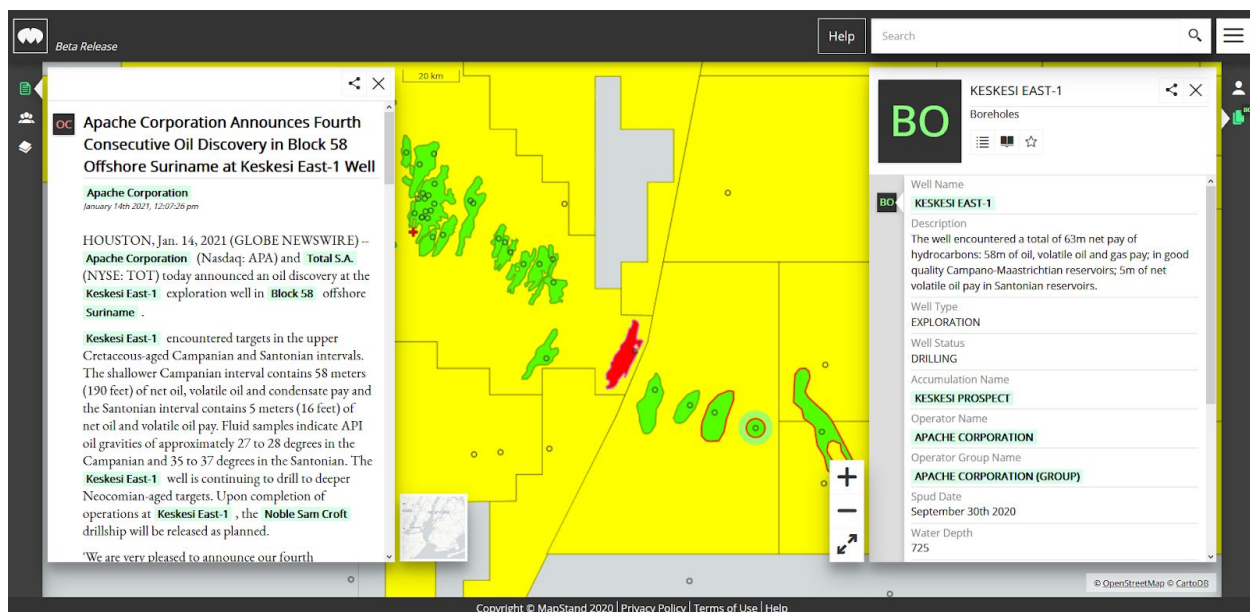 Beta Release
Help
Search
20 km
OC
Apache Corporation Announces Fourth
Consecutive Oil Discovery in Block 58
Offshore Suriname at Keskesi East-1 Well
Apache Corporation
January 14th 2021, 12:07:26 pm
HOUSTON, Jan. 14, 2021 (GLOBE NEWSWIRE) --
Apache Corporation (Nasdaq: APA) and Total S.A.
(NYSE: TOT) today announced an oil discovery at the
Keskesi East-1 exploration well in Block 58 offshore
Suriname .
Keskesi East-1 encountered targets in the upper
Cretaceous-aged Campanian and Santonian intervals.
The shallower Campanian interval contains 58 meters
(190 feet) of net oil, volatile oil and condensate pay and
the Santonian interval contains 5 meters (16 feet) of
net oil and volatile oil pay. Fluid samples indicate API
oil gravities of approximately 27 to 28 degrees in the
Campanian and 35 to 37 degrees in the Santonian. The
Keskesi East-1 well is continuing to drill to deeper
Neocomian-aged targets. Upon completion of
operations at Keskesi East-1 , the Noble Sam Croft
drillship will be released as planned.
'We are very pleased to announce our fourth
BO
KESKESI EAST-1
Boreholes
BO
Well Name
KESKESI EAST-1
Description
The well encountered a total of 63m net pay of
hydrocarbons: 58m of oil, volatile oil and gas pay; in good
quality Campano-Maastrichtian reservoirs; 5m of net
volatile oil pay in Santonian reservoirs.
Well Type
EXPLORATION
Well Status
DRILLING
Accumulation Name
KESKESI PROSPECT
Operator Name
APACHE CORPORATION
Operator Group Name
APACHE CORPORATION (GROUP)
Spud Date
September 30th 2020
Water Depth
725
© OpenStreetMap © CartoDB
Copyright © MapStand 2020 | Privacy Policy | Terms of Use | Help